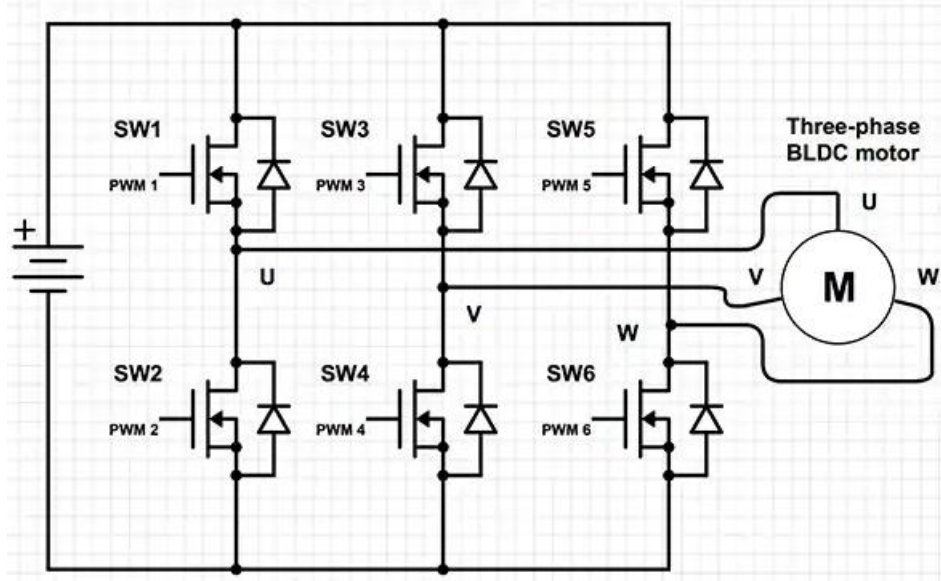 SW1
SW3
SW5
Three-phase
BLDC motor
PWM 1
PWM 3
PWM 5
U
+
U
V
M
W
V
W
SW2
SW4
SW6
PWM 2
PWM 4
PWM 6